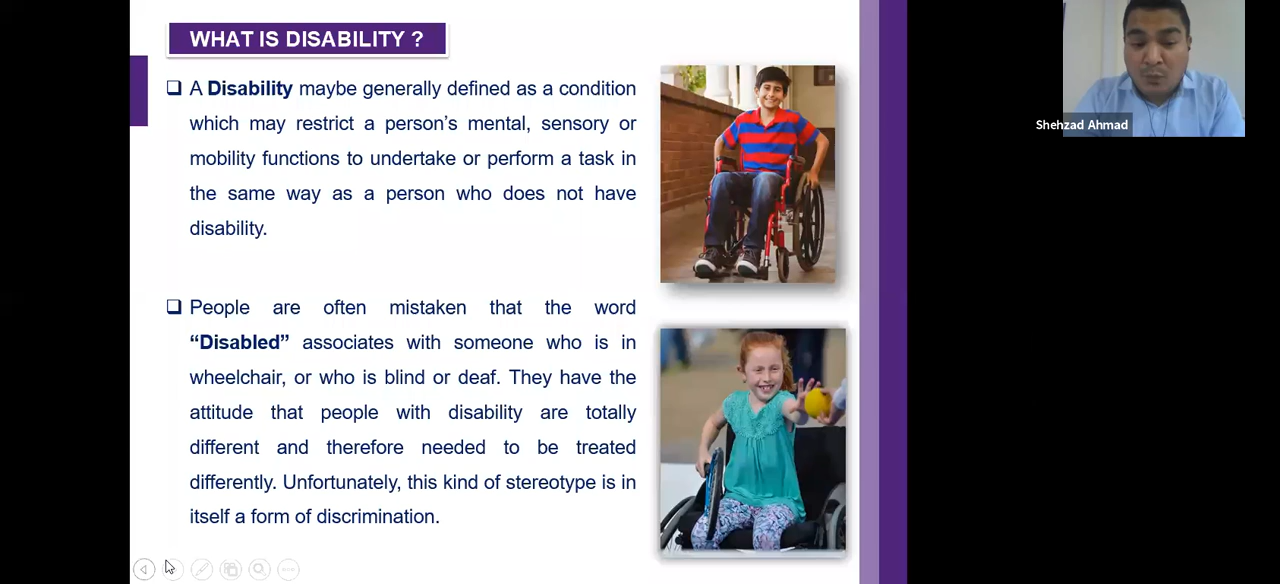 WHAT IS DISABILITY ?
❑ A Disability maybe generally defined as a condition
which may restrict a person's mental, sensory or
mobility functions to undertake or perform a task in
the same way as a person who does not have
disability.
❑ People are often mistaken that the word
“Disabled” associates with someone who is in
wheelchair, or who is blind or deaf. They have the
attitude that people with disability are totally
different and therefore needed to be treated
differently. Unfortunately, this kind of stereotype is in
itself a form of discrimination.
Shehzad Ahmad